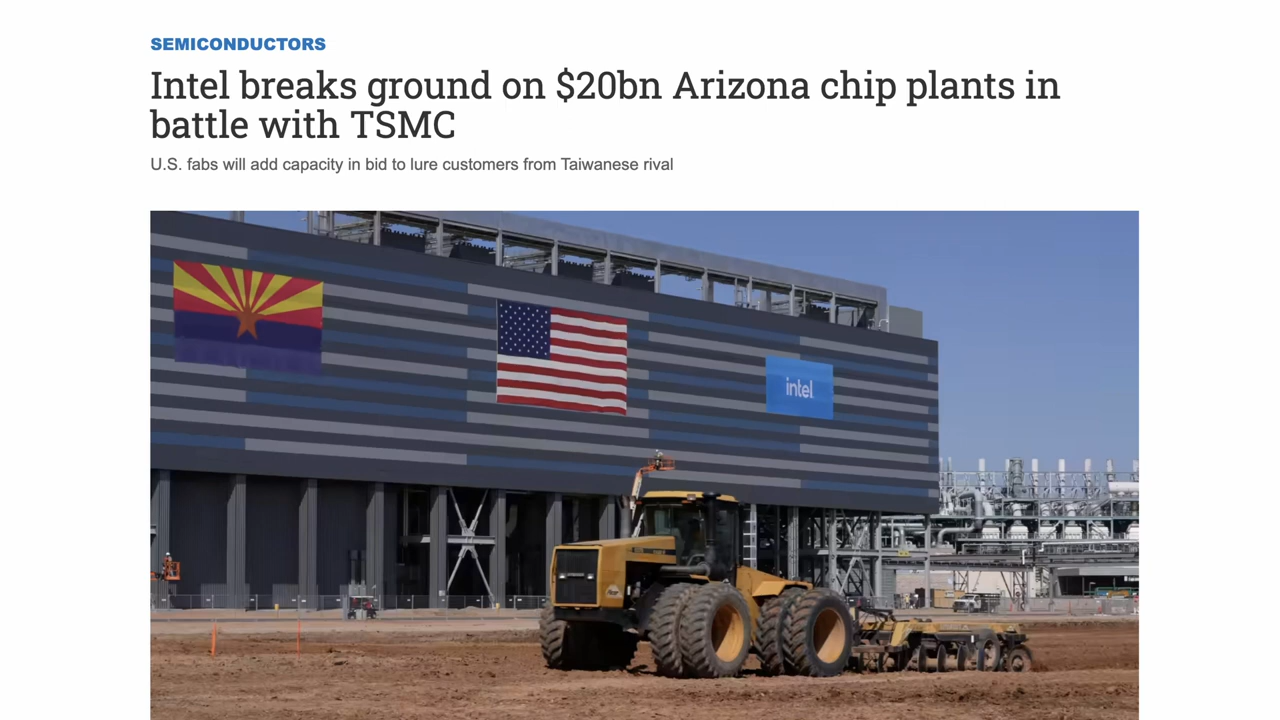 SEMICONDUCTORS
Intel breaks ground on $20bn Arizona chip plants in
battle with TSMC
U.S. fabs will add capacity in bid to lure customers from Taiwanese rival
intel